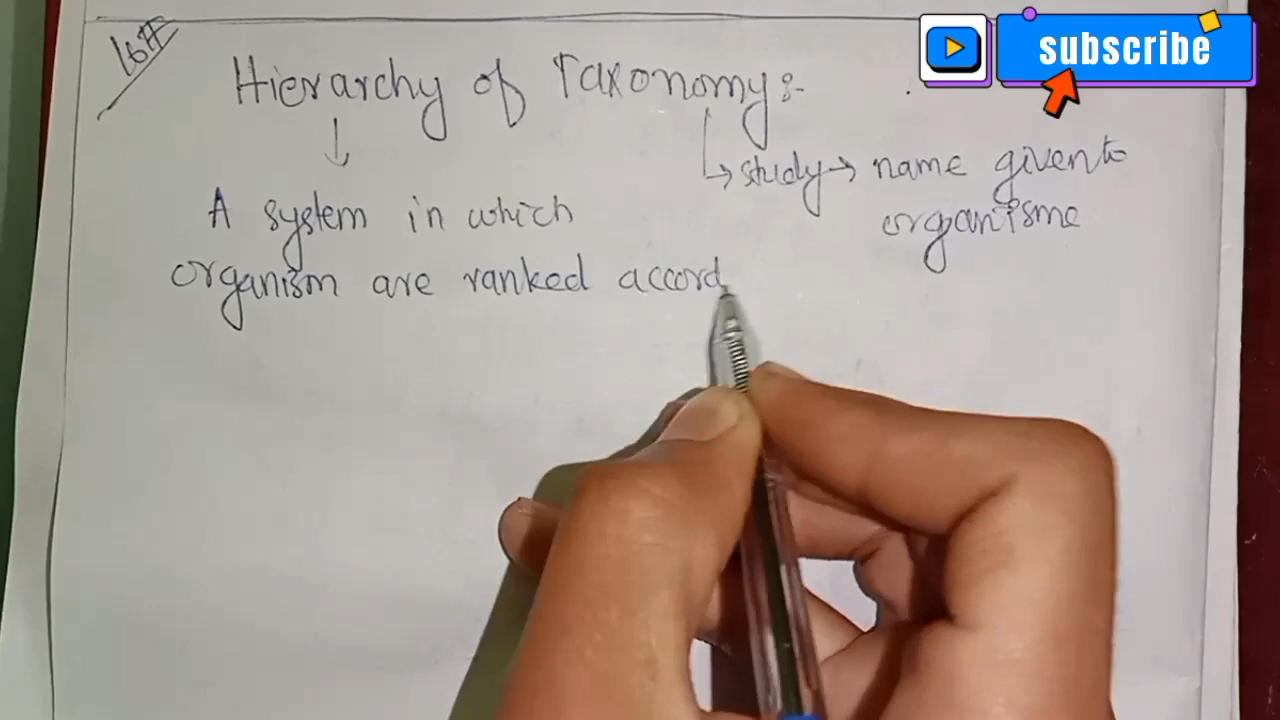 16#
Hierarchy of Taxonomy:-
study → name given to
organisme
A system in which
organism are ranked accord
subscribe